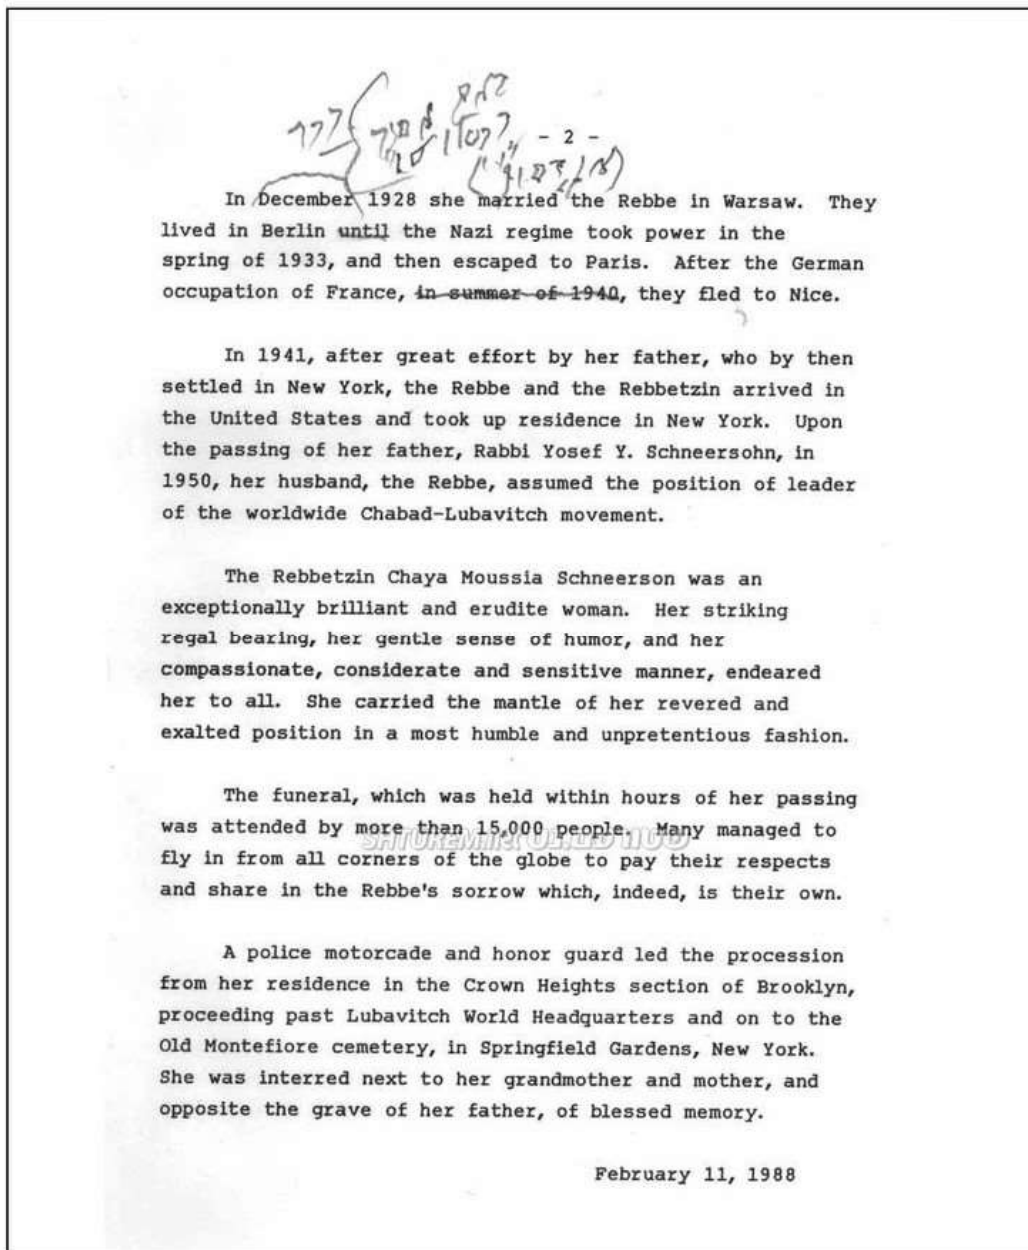 - 2 -
In December 1928 she married the Rebbe in Warsaw. They
lived in Berlin until the Nazi regime took power in the
spring of 1933, and then escaped to Paris. After the German
occupation of France, in summer of 1940, they fled to Nice.
In 1941, after great effort by her father, who by then
settled in New York, the Rebbe and the Rebbetzin arrived in
the United States and took up residence in New York. Upon
the passing of her father, Rabbi Yosef Y. Schneersohn, in
1950, her husband, the Rebbe, assumed the position of leader
of the worldwide Chabad-Lubavitch movement.
The Rebbetzin Chaya Moussia Schneerson was an
exceptionally brilliant and erudite woman. Her striking
regal bearing, her gentle sense of humor, and her
compassionate, considerate and sensitive manner, endeared
her to all. She carried the mantle of her revered and
exalted position in a most humble and unpretentious fashion.
The funeral, which was held within hours of her passing
was attended by more than 15,000 people. Many managed to
fly in from all corners of the globe to pay their respects
and share in the Rebbe's sorrow which, indeed, is their own.
A police motorcade and honor guard led the procession
from her residence in the Crown Heights section of Brooklyn,
proceeding past Lubavitch World Headquarters and on to the
Old Montefiore cemetery, in Springfield Gardens, New York.
She was interred next to her grandmother and mother, and
opposite the grave of her father, of blessed memory.
February 11, 1988